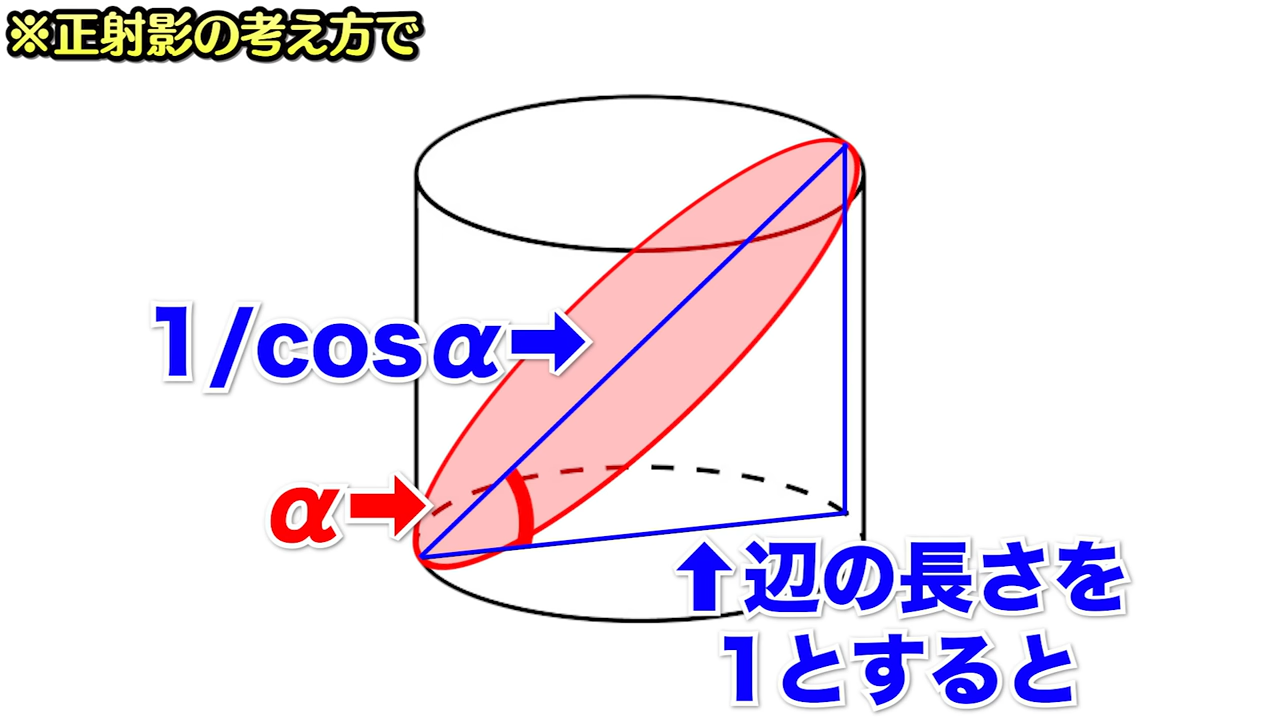 ※正射影の考え方で
1/cosα➡
α➡
⬆辺の長さを
1とすると